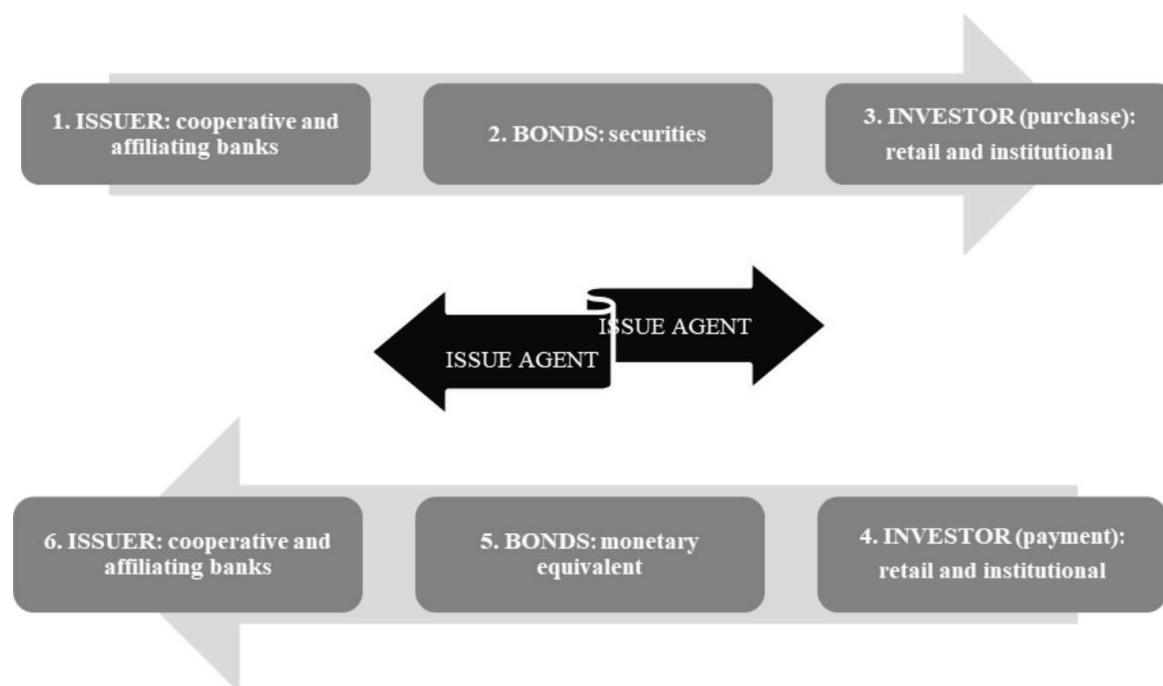 1. ISSUER: cooperative and
affiliating banks
2. BONDS: securities
3. INVESTOR (purchase):
retail and institutional
ISSUE AGENT
ISSUE AGENT
6. ISSUER: cooperative and
affiliating banks
5. BONDS: monetary
equivalent
4. INVESTOR (payment):
retail and institutional